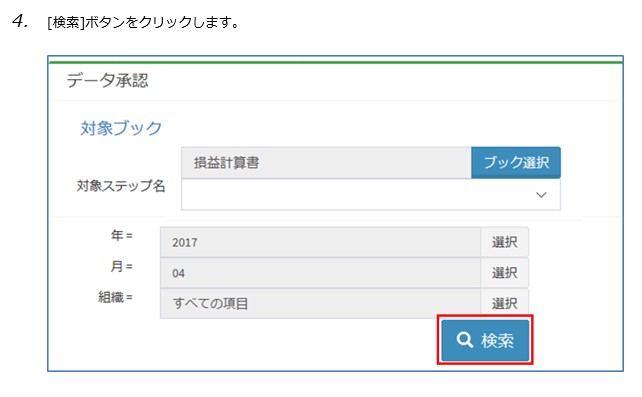 4. [検索]ボタンをクリックします。
データ承認
対象ブック
損益計算書 ブック選択
対象ステップ名
年 = 2017 選択
月 = 04 選択
組織 = すべての項目 選択
検索